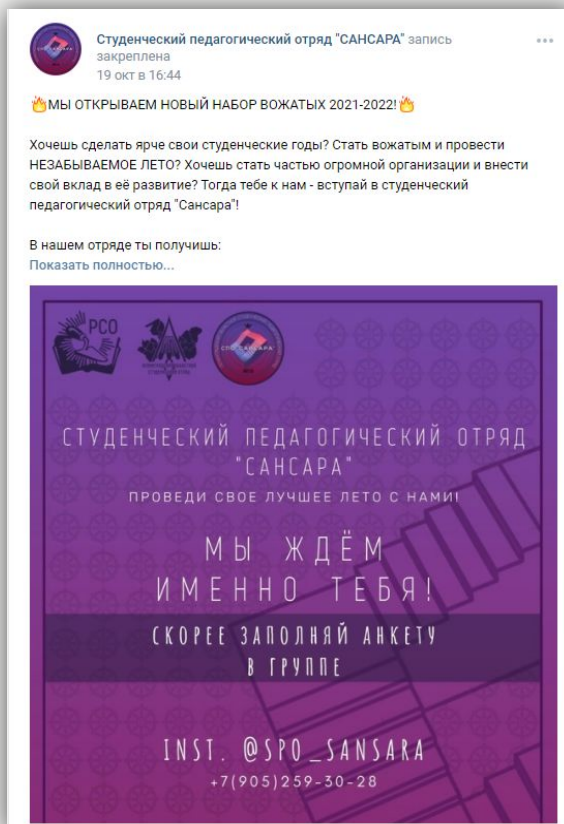 Студенческий педагогический отряд "САНСАРА" запись
закреплена
19 окт в 16:44
🔥МЫ ОТКРЫВАЕМ НОВЫЙ НАБОР ВОЖАТЫХ 2021-2022!🔥
Хочешь сделать ярче свои студенческие годы? Стать вожатым и провести
НЕЗАБЫВАЕМОЕ ЛЕТО? Хочешь стать частью огромной организации и внести
свой вклад в её развитие? Тогда тебе к нам - вступай в студенческий
педагогический отряд "Сансара"!
В нашем отряде ты получишь:
Показать полностью...
РСО
СПО "САНСАРА"
СТУДЕНЧЕСКИЙ ПЕДАГОГИЧЕСКИЙ ОТРЯД
"САНСАРА"
ПРОВЕДИ СВОЕ ЛУЧШЕЕ ЛЕТО С НАМИ!
МЫ ЖДЁМ
ИМЕННО ТЕБЯ!
СКОРЕЕ ЗАПОЛНЯЙ АНКЕТУ
В ГРУППЕ
INST. @SPO_SANSARA
+7(905)259-30-28